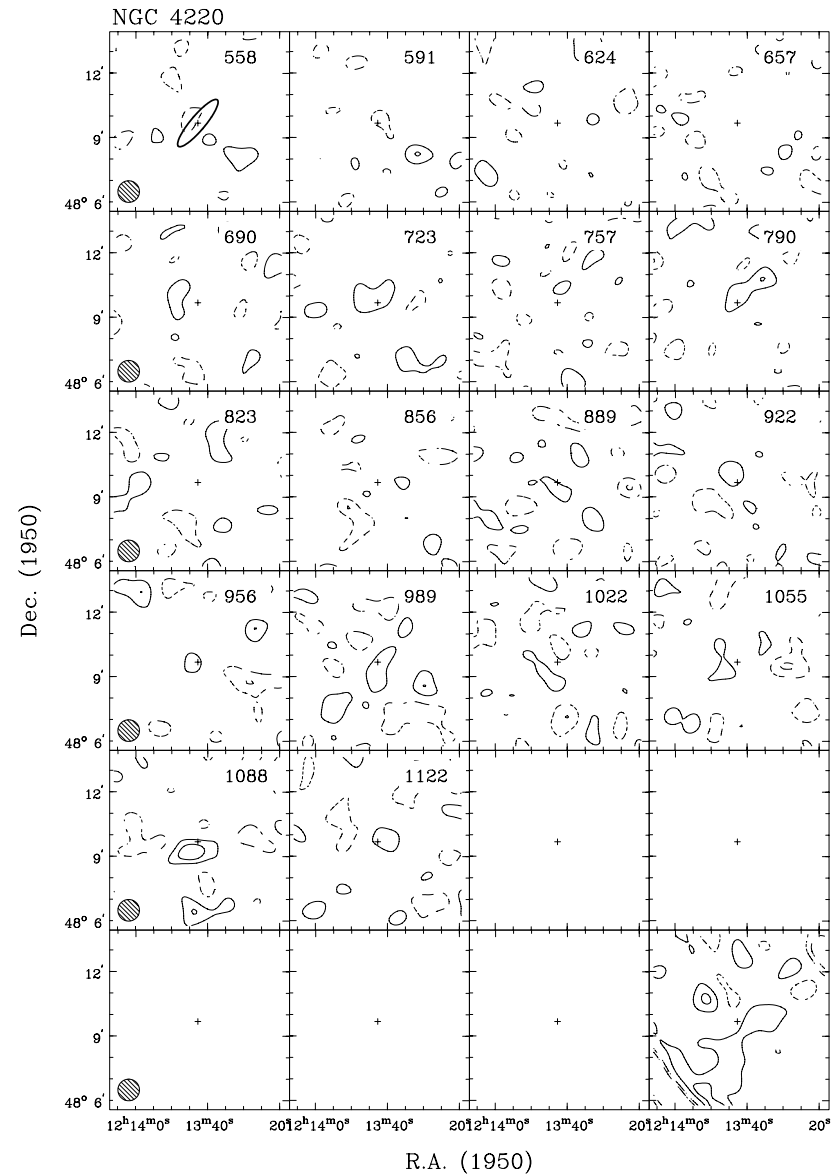 NGC 4220
558 591 624 657
12′
9′
48° 6′
690 723 757 790
12′
9′
48° 6′
823 856 889 922
12′
9′
48° 6′
956 989 1022 1055
12′
9′
48° 6′
1088 1122
12′
9′
48° 6′
12′
9′
48° 6′
12ʰ14ᵐ0ˢ 13ᵐ40ˢ 20ˢ 12ʰ14ᵐ0ˢ 13ᵐ40ˢ 20ˢ 12ʰ14ᵐ0ˢ 13ᵐ40ˢ 20ˢ 12ʰ14ᵐ0ˢ 13ᵐ40ˢ 20ˢ
Dec. (1950)
R.A. (1950)